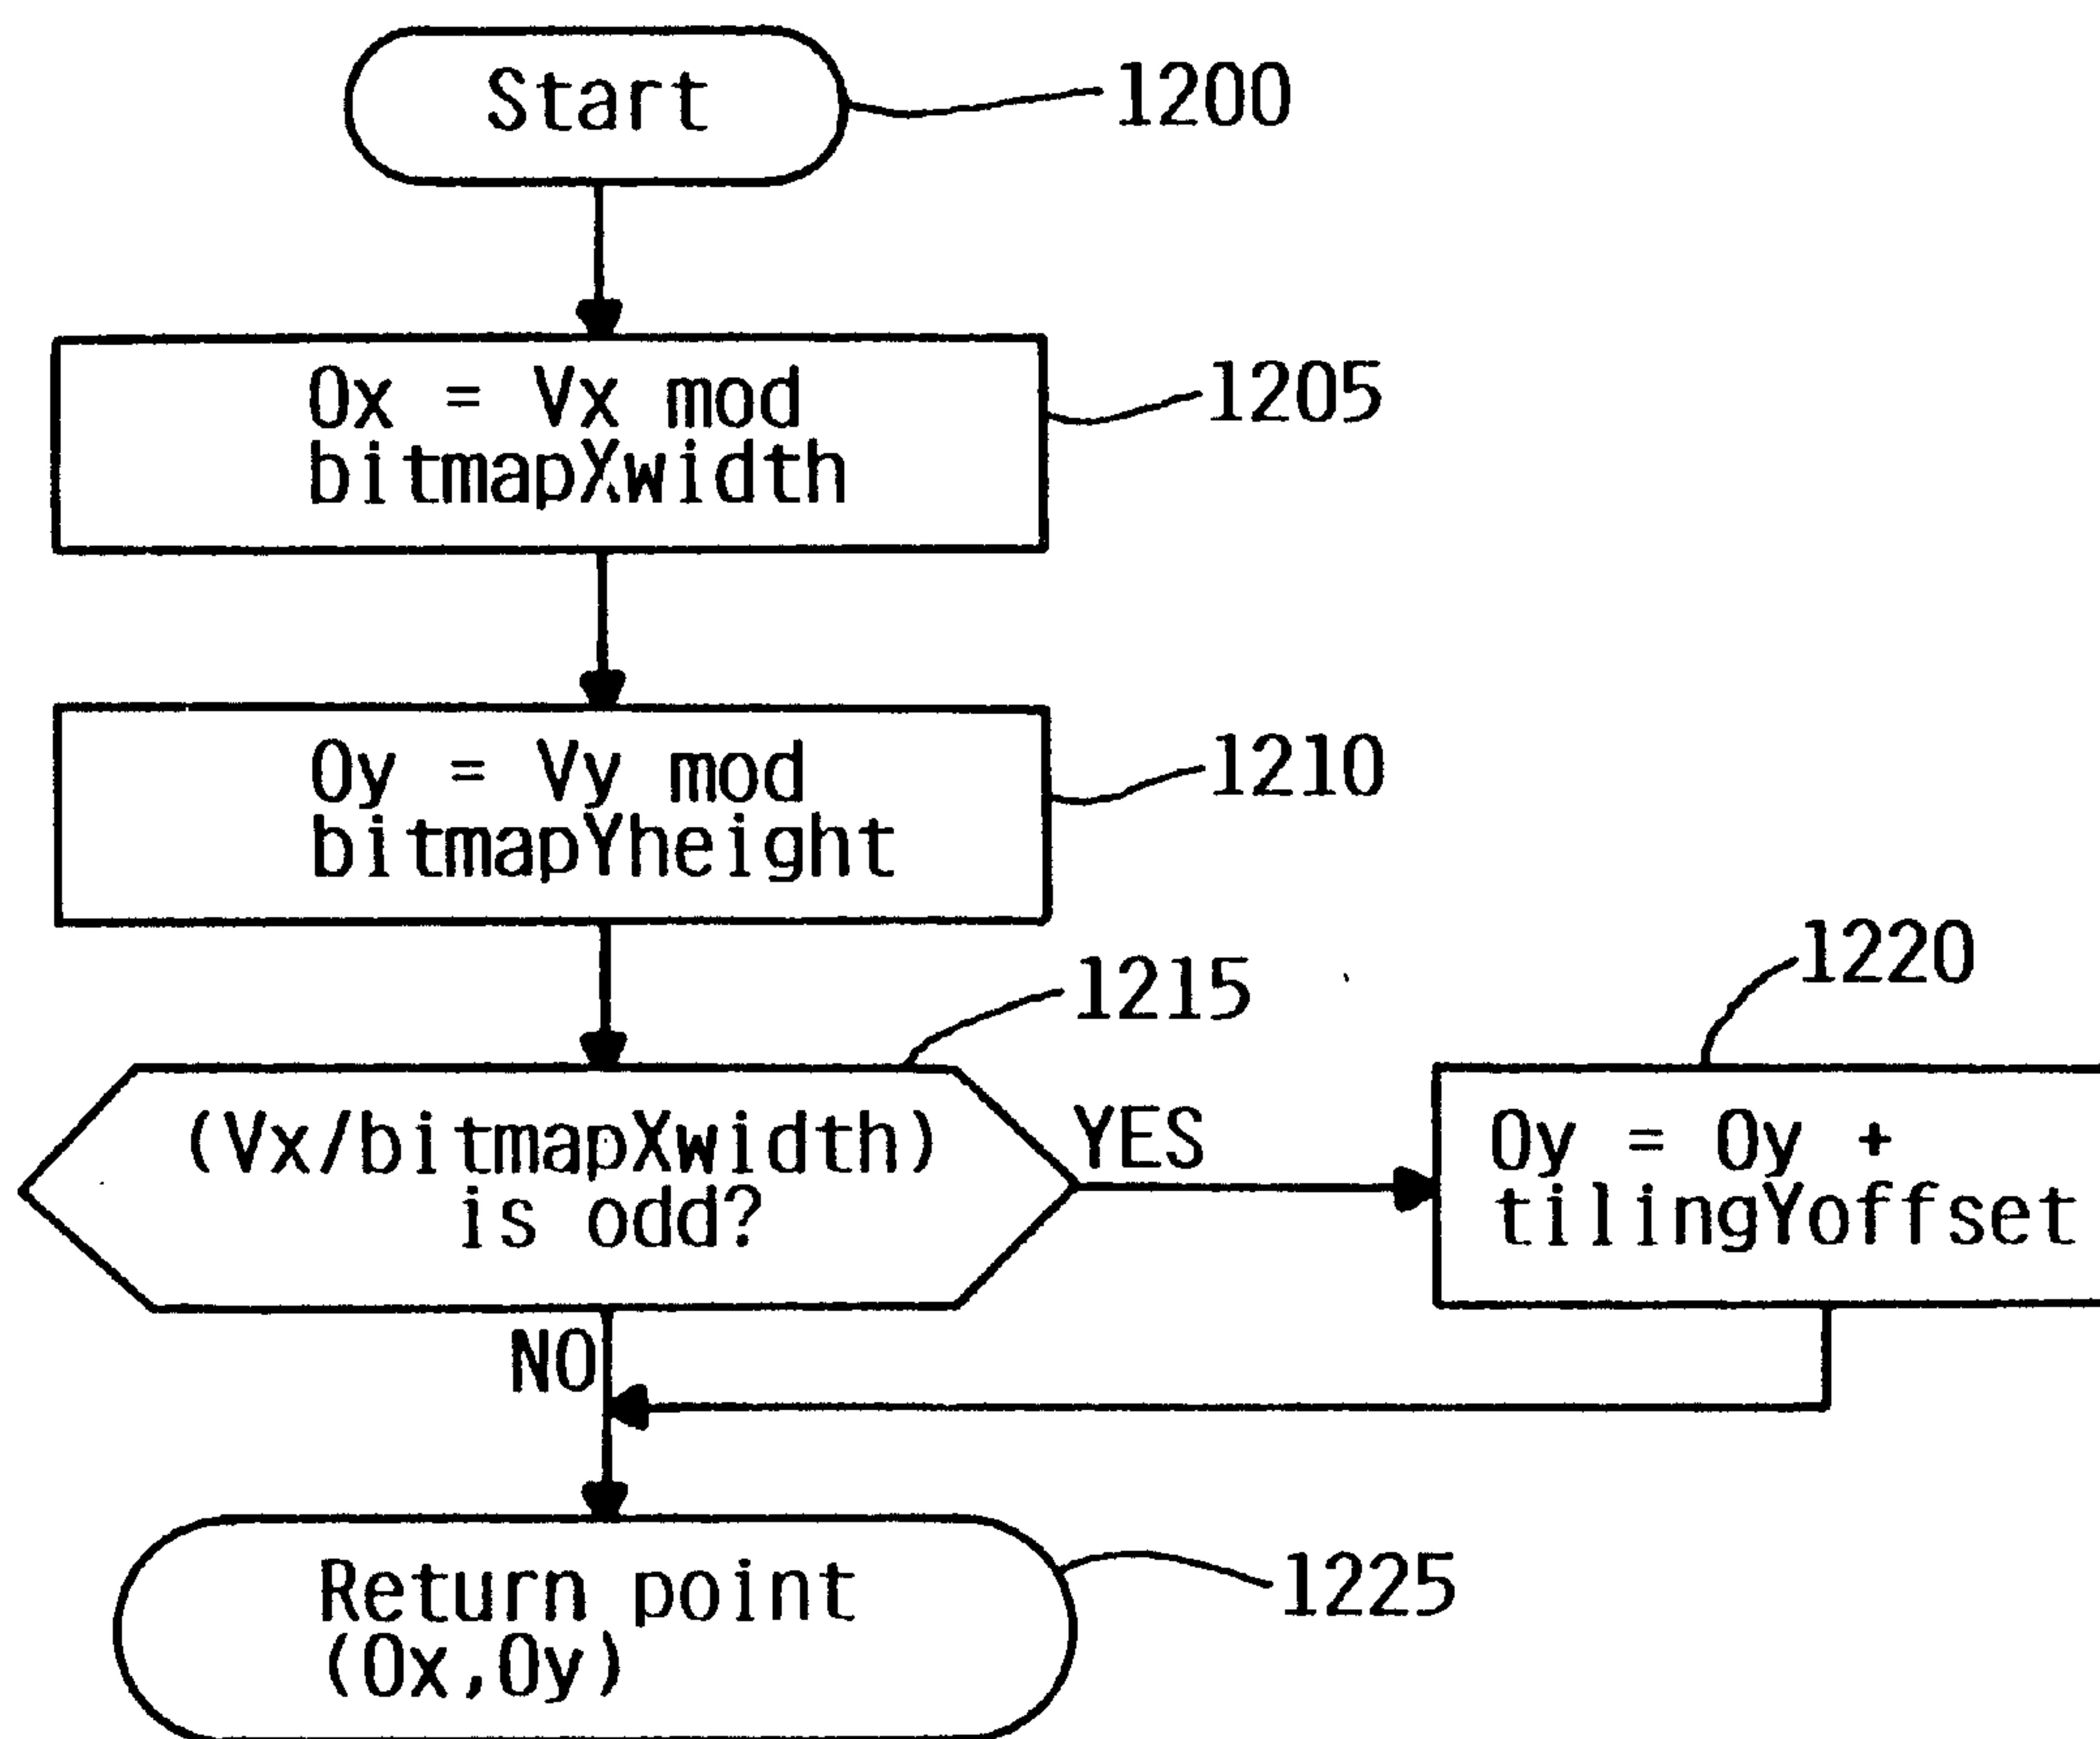 Start
1200
Ox = Vx mod
bitmapXwidth
1205
Oy = Vy mod
bitmapYheight
1210
1215
(Vx/bitmapXwidth)
is odd?
YES
1220
Oy = Oy +
tilingYoffset
NO
Return point
(Ox,Oy)
1225